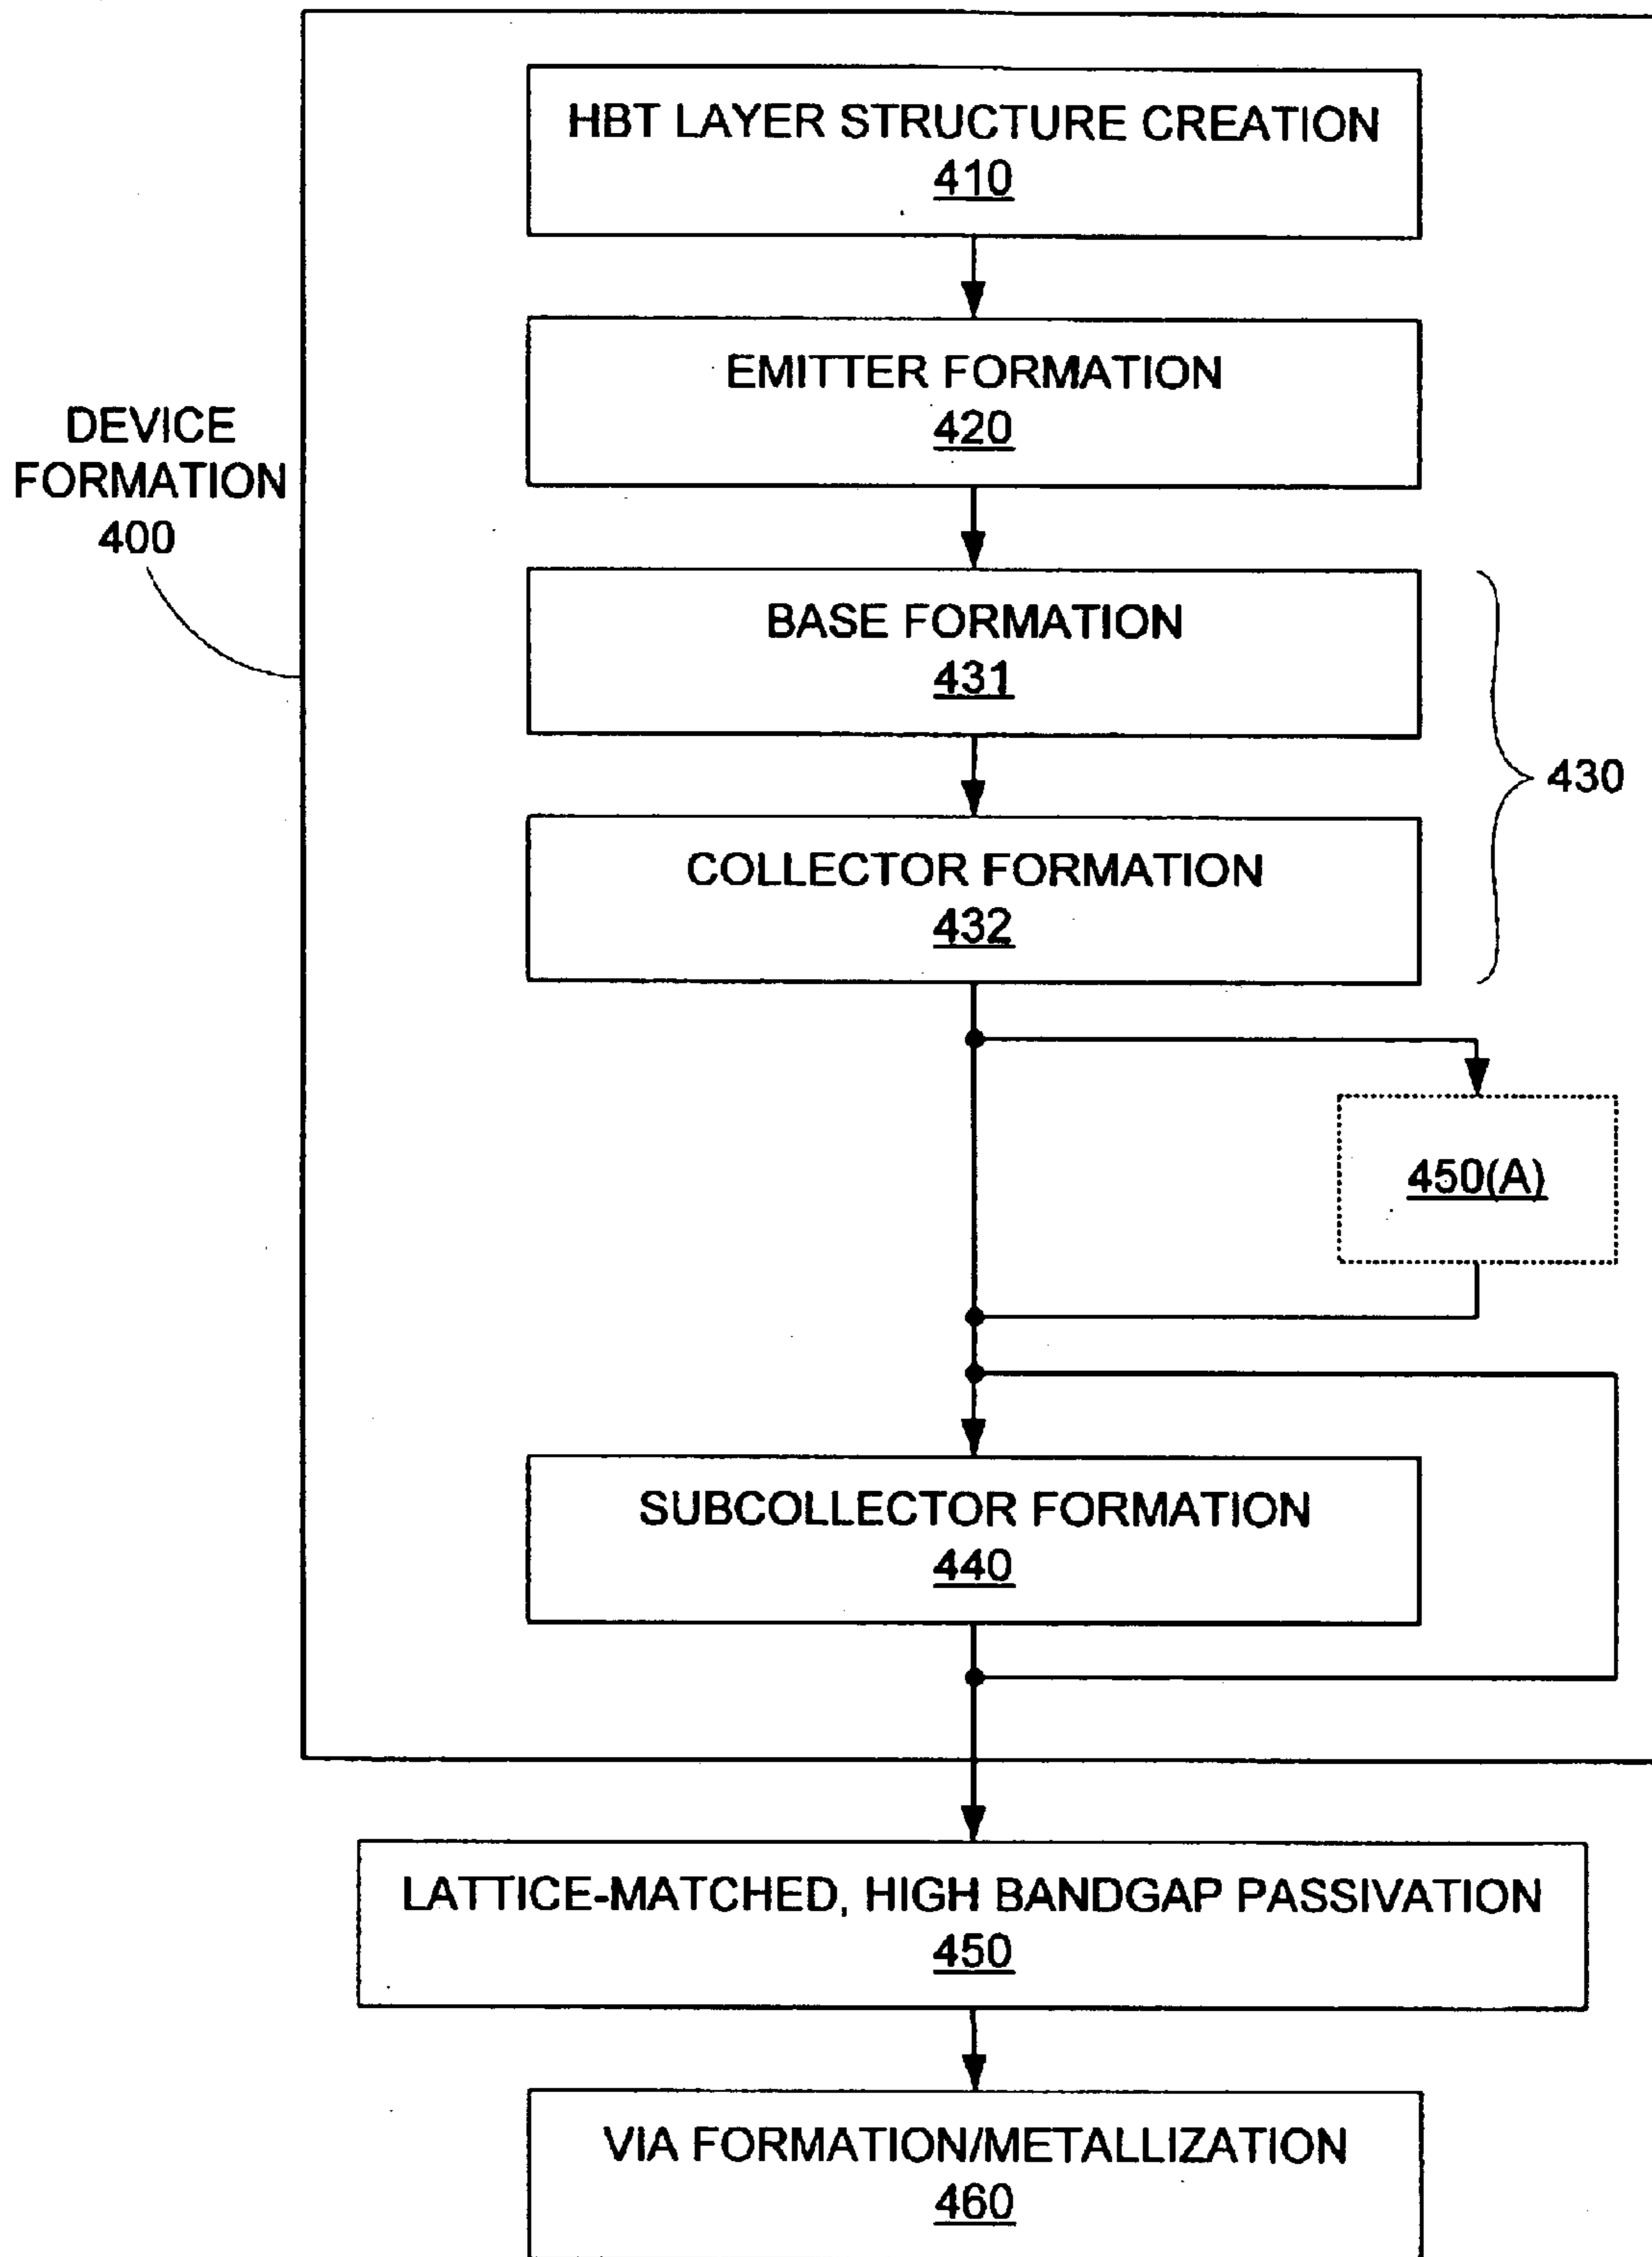 HBT LAYER STRUCTURE CREATION
410
EMITTER FORMATION
420
DEVICE
FORMATION
400
BASE FORMATION
431
430
COLLECTOR FORMATION
432
450(A)
SUBCOLLECTOR FORMATION
440
LATTICE-MATCHED, HIGH BANDGAP PASSIVATION
450
VIA FORMATION/METALLIZATION
460